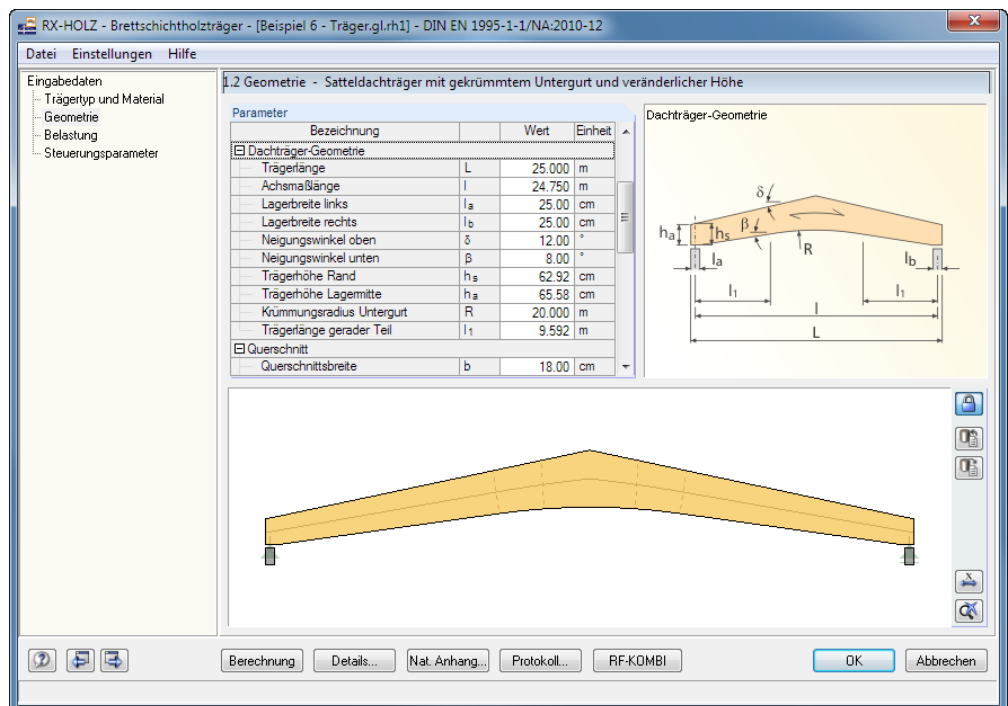 RX-HOLZ - Brettschichtholzträger - [Beispiel 6 - Träger.gl.rh1] - DIN EN 1995-1-1/NA:2010-12
Datei Einstellungen Hilfe
Eingabedaten
Trägertyp und Material
Geometrie
Belastung
Steuerungsparameter
1.2 Geometrie - Satteldachträger mit gekrümmtem Untergurt und veränderlicher Höhe
Parameter
Bezeichnung Wert Einheit
Dachträger-Geometrie
Trägerlänge L 25.000 m
Achsmaßlänge l 24.750 m
Lagerbreite links la 25.00 cm
Lagerbreite rechts lb 25.00 cm
Neigungswinkel oben δ 12.00 °
Neigungswinkel unten β 8.00 °
Trägerhöhe Rand hs 62.92 cm
Trägerhöhe Lagermitte ha 65.58 cm
Krümmungsradius Untergurt R 20.000 m
Trägerlänge gerader Teil l1 9.592 m
Querschnitt
Querschnittsbreite b 18.00 cm
Dachträger-Geometrie
δ
ha hs β R
la lb
l1 l1
l
L
X
Berechnung Details... Nat. Anhang... Protokoll... RF-KOMBI OK Abbrechen